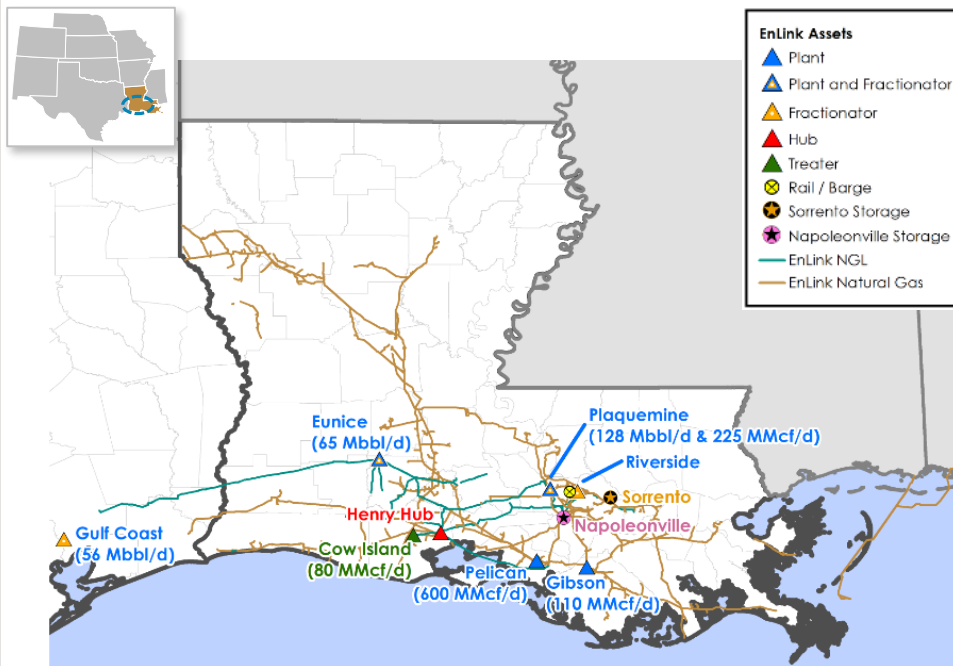 EnLink Assets
Plant
Plant and Fractionator
Fractionator
Hub
Treater
Rail / Barge
Sorrento Storage
Napoleonville Storage
EnLink NGL
EnLink Natural Gas
Eunice
(65 Mbbl/d)
Plaquemine
(128 Mbbl/d & 225 MMcf/d)
Riverside
Sorrento
Henry Hub
Napoleonville
Gulf Coast
(56 Mbbl/d)
Cow Island
(80 MMcf/d)
Pelican
(600 MMcf/d)
Gibson
(110 MMcf/d)